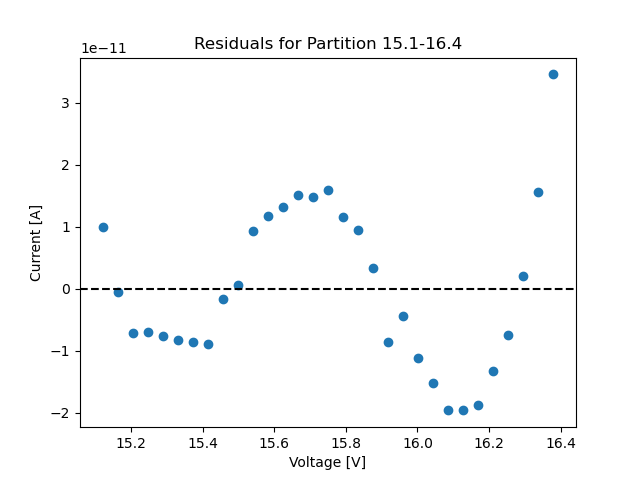 Residuals for Partition 15.1-16.4
1e−11
3
2
1
0
−1
−2
Current [A]
15.2 15.4 15.6 15.8 16.0 16.2 16.4
Voltage [V]